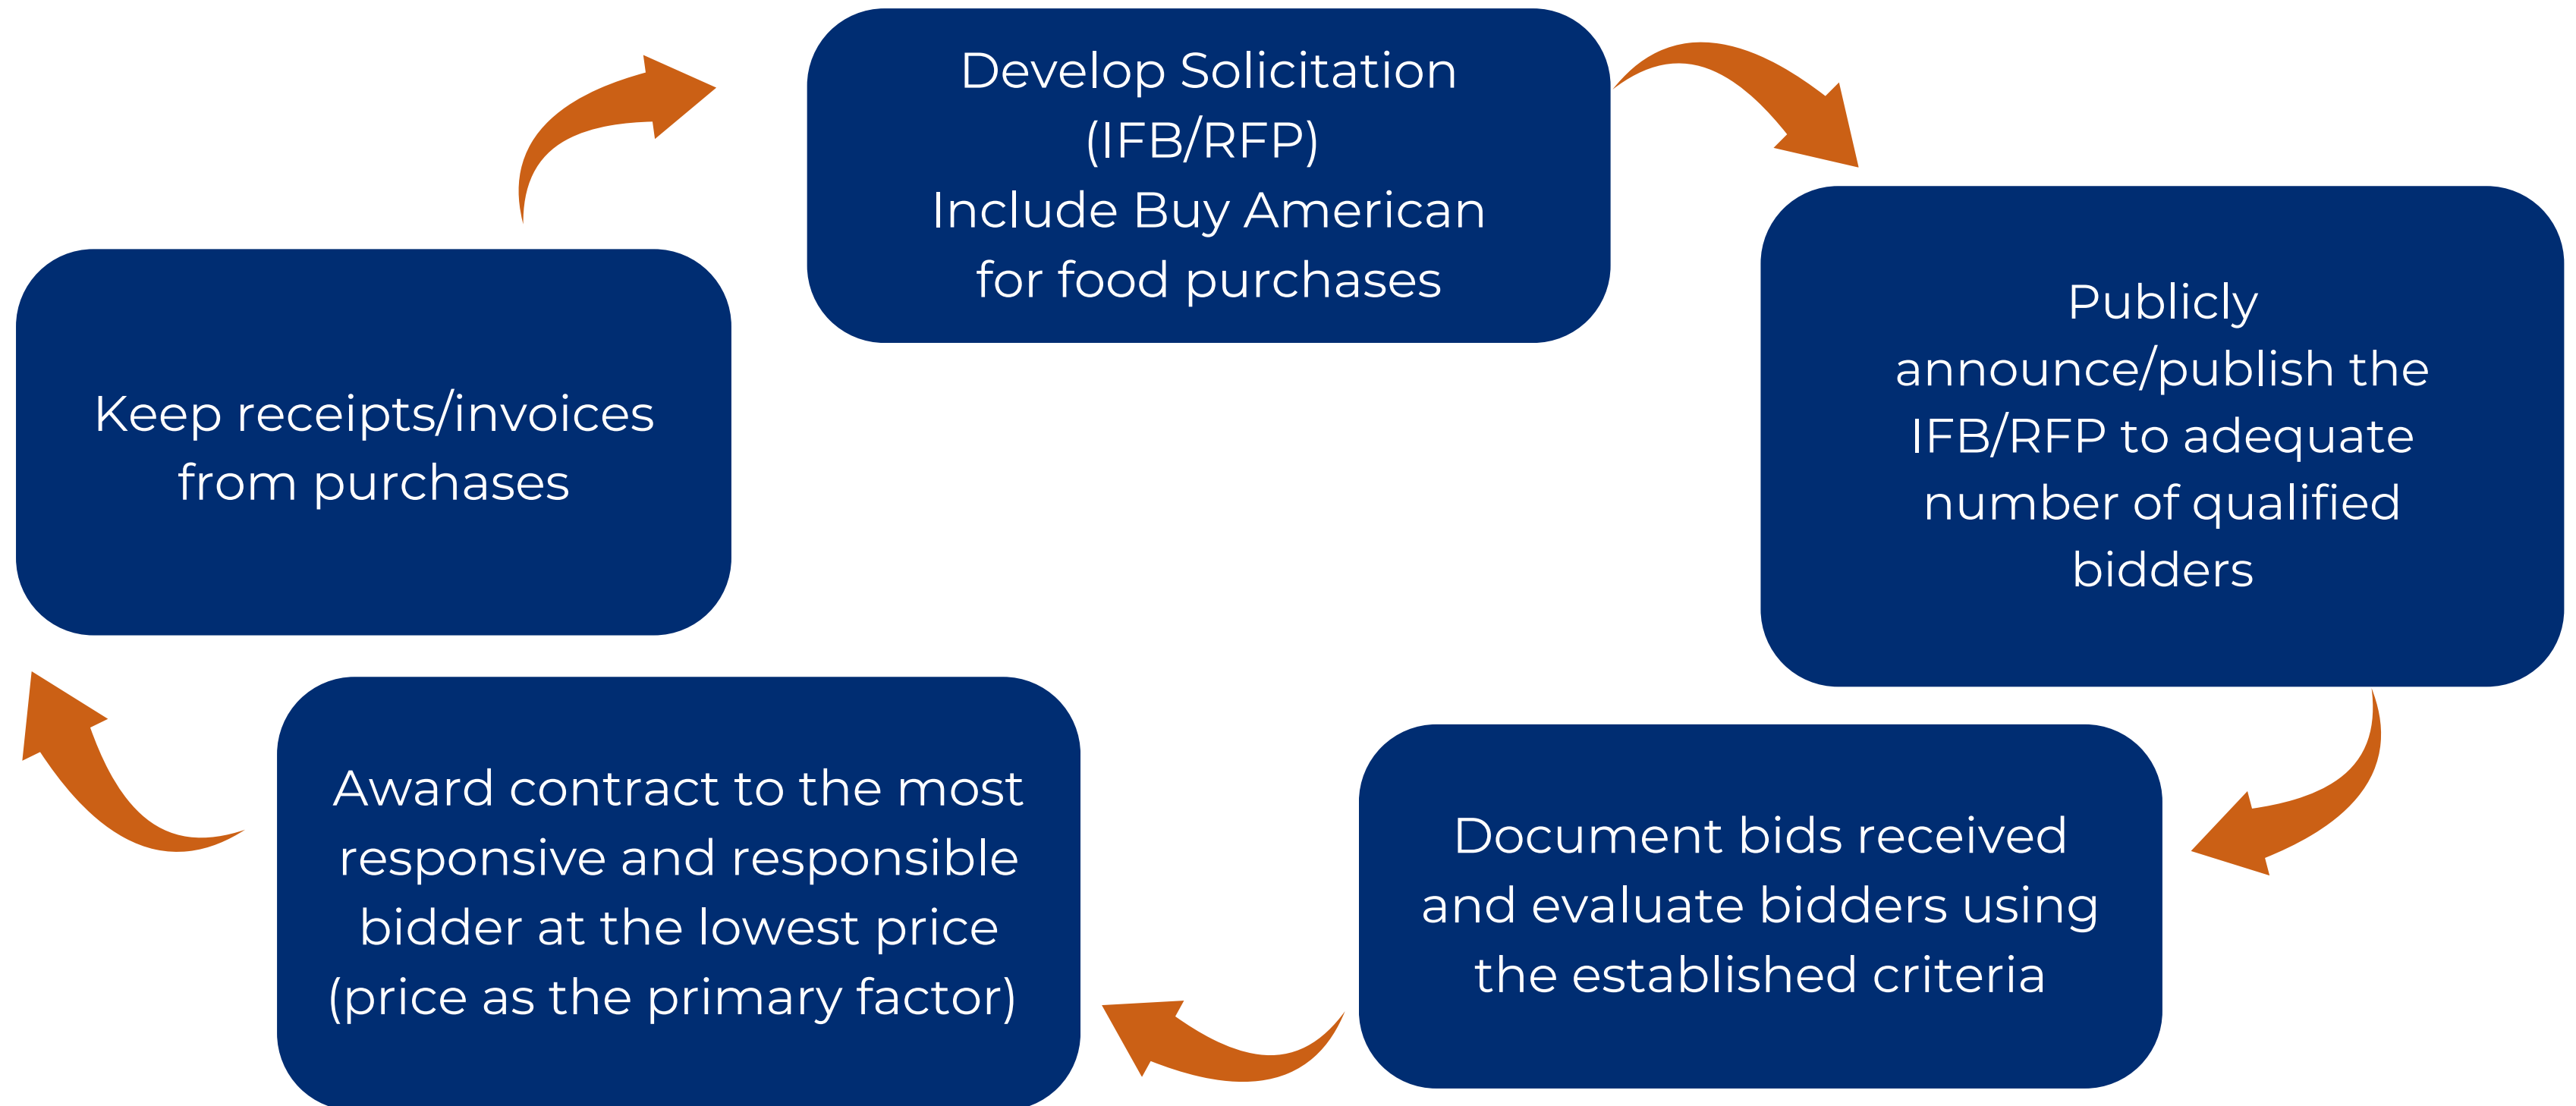 Develop Solicitation
(IFB/RFP)
Include Buy American
for food purchases
Publicly
announce/publish the
IFB/RFP to adequate
number of qualified
bidders
Document bids received
and evaluate bidders using
the established criteria
Award contract to the most
responsive and responsible
bidder at the lowest price
(price as the primary factor)
Keep receipts/invoices
from purchases